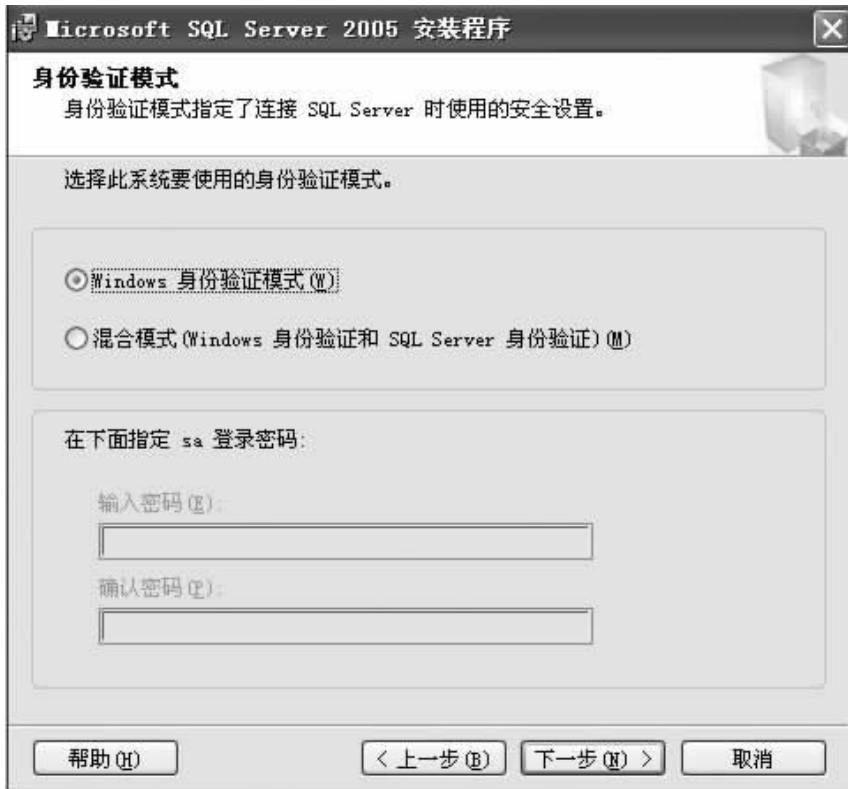 Microsoft SQL Server 2005 安装程序
身份验证模式
身份验证模式指定了连接 SQL Server 时使用的安全设置。
选择此系统要使用的身份验证模式。
Windows 身份验证模式(W)
混合模式(Windows 身份验证和 SQL Server 身份验证)(M)
在下面指定 sa 登录密码:
输入密码(E):
确认密码(P):
帮助(H)
< 上一步(B)
下一步(N) >
取消